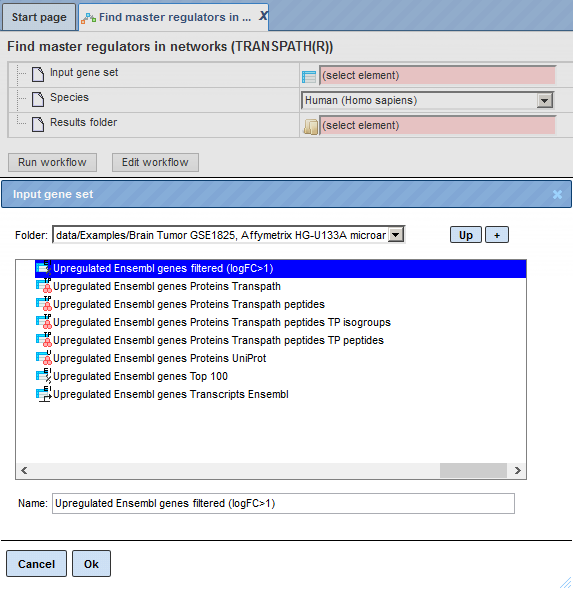 Start page
Find master regulators in ... X
Find master regulators in networks (TRANSPATH(R))
Input gene set (select element)
Species Human (Homo sapiens)
Results folder (select element)
Run workflow Edit workflow
Input gene set
Folder: data/Examples/Brain Tumor GSE1825, Affymetrix HG-U133A microar Up +
Upregulated Ensembl genes filtered (logFC>1)
Upregulated Ensembl genes Proteins Transpath
Upregulated Ensembl genes Proteins Transpath peptides
Upregulated Ensembl genes Proteins Transpath peptides TP isogroups
Upregulated Ensembl genes Proteins Transpath peptides TP peptides
Upregulated Ensembl genes Proteins UniProt
Upregulated Ensembl genes Top 100
Upregulated Ensembl genes Transcripts Ensembl
Name: Upregulated Ensembl genes filtered (logFC>1)
Cancel Ok